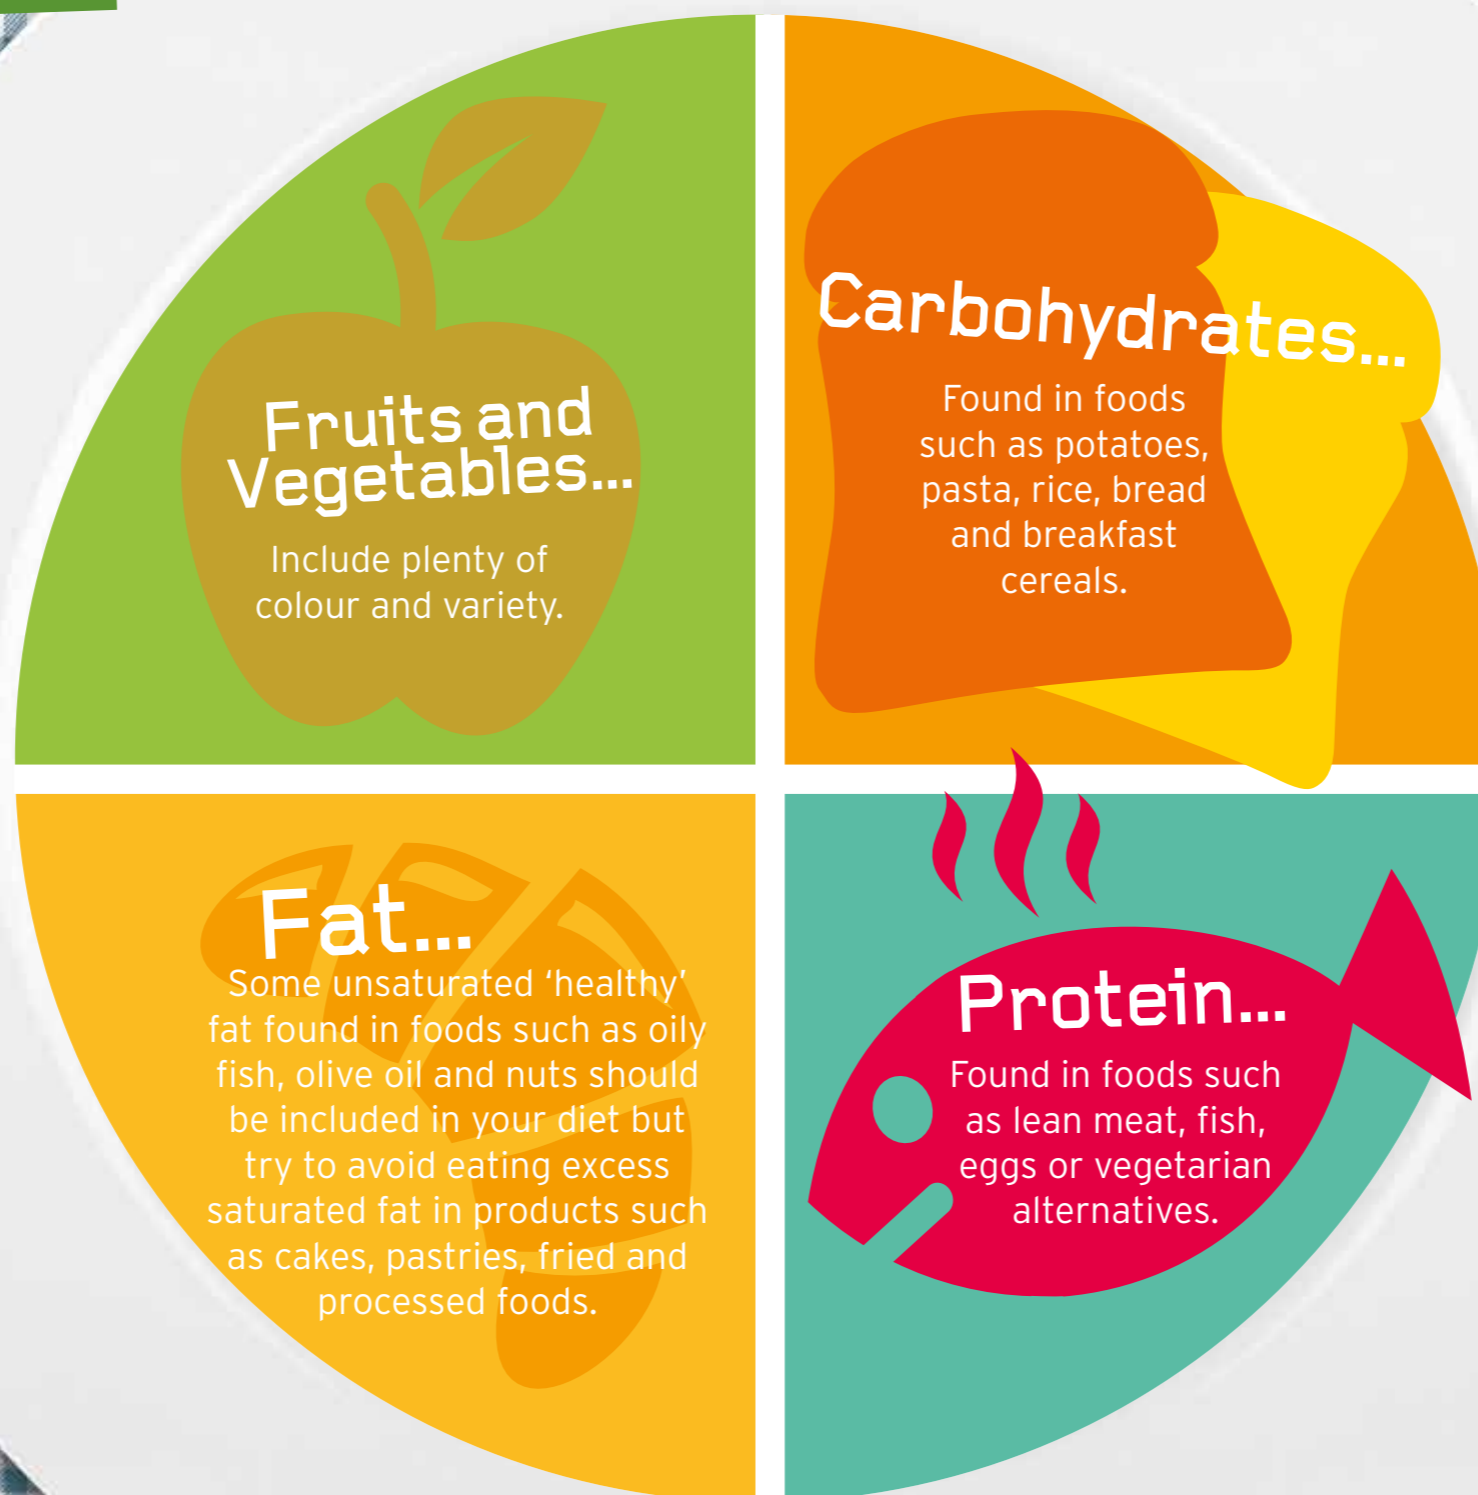 Fruits and
Vegetables...
Include plenty of
colour and variety.
Carbohydrates...
Found in foods
such as potatoes,
pasta, rice, bread
and breakfast
cereals.
Fat...
Some unsaturated ‘healthy’
fat found in foods such as oily
fish, olive oil and nuts should
be included in your diet but
try to avoid eating excess
saturated fat in products such
as cakes, pastries, fried and
processed foods.
Protein...
Found in foods such
as lean meat, fish,
eggs or vegetarian
alternatives.